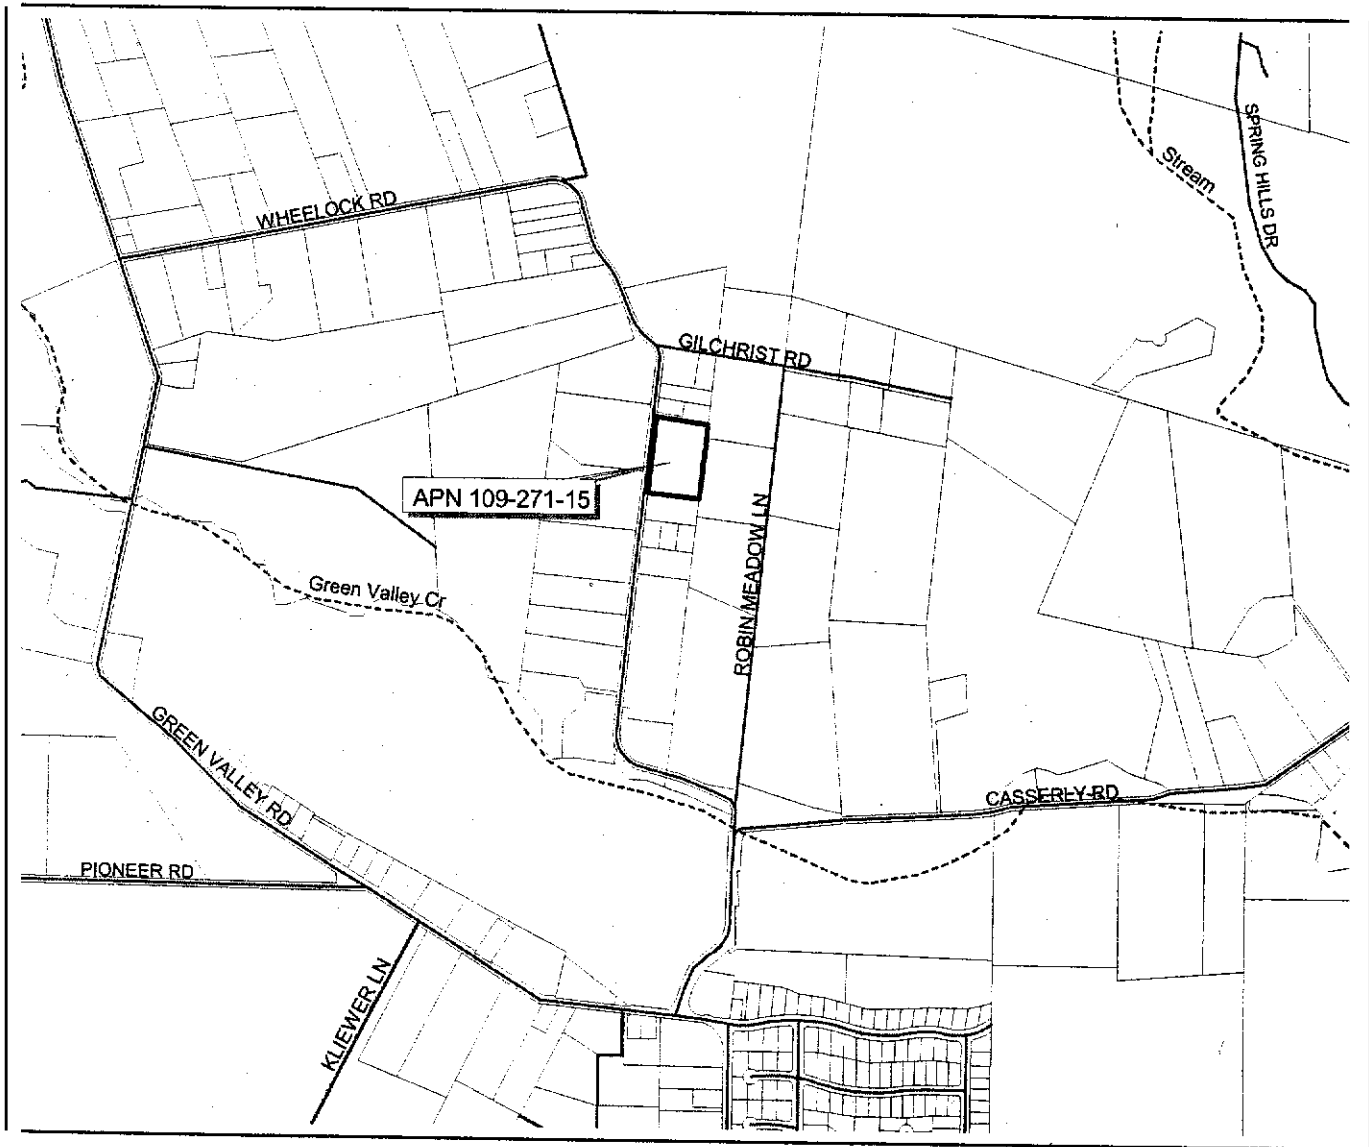 SPRING HILLS DR
Stream
WHEELOCK RD
GILCHRIST RD
APN 109-271-15
ROBIN MEADOW LN
Green Valley Cr
GREEN VALLEY RD
CASSERLY RD
PIONEER RD
KLIEWER LN